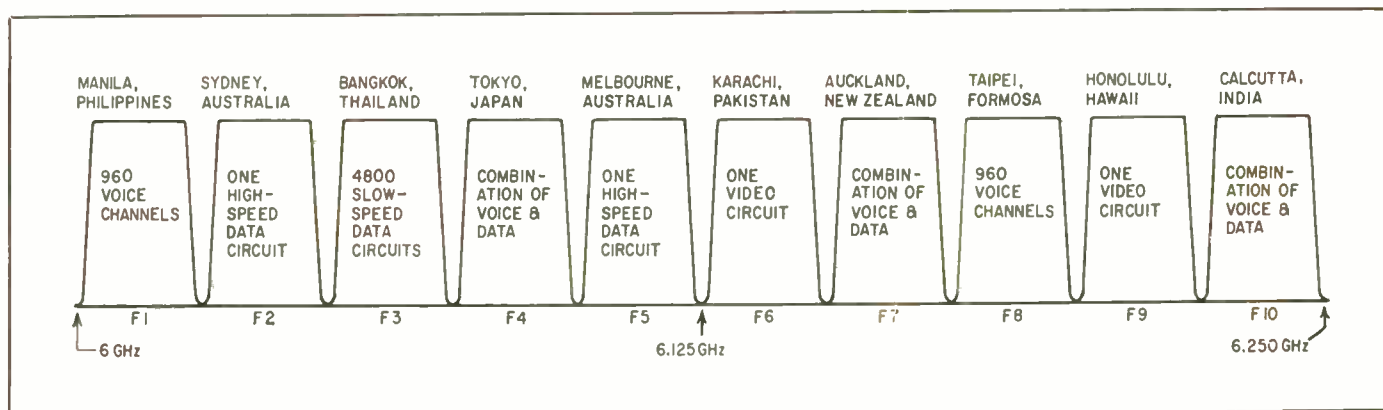 MANILA,
PHILIPPINES
SYDNEY,
AUSTRALIA
BANGKOK,
THAILAND
TOKYO,
JAPAN
MELBOURNE,
AUSTRALIA
KARACHI,
PAKISTAN
AUCKLAND,
NEW ZEALAND
TAIPEI,
FORMOSA
HONOLULU,
HAWAII
CALCUTTA,
INDIA
960
VOICE
CHANNELS
ONE
HIGH-
SPEED
DATA
CIRCUIT
4800
SLOW-
SPEED
DATA
CIRCUITS
COMBIN-
ATION OF
VOICE &
DATA
ONE
HIGH-
SPEED
DATA
CIRCUIT
ONE
VIDEO
CIRCUIT
COMBIN-
ATION OF
VOICE &
DATA
960
VOICE
CHANNELS
ONE
VIDEO
CIRCUIT
COMBIN-
ATION OF
VOICE &
DATA
F1 F2 F3 F4 F5 F6 F7 F8 F9 F10
6 GHz 6.125 GHz 6.250 GHz